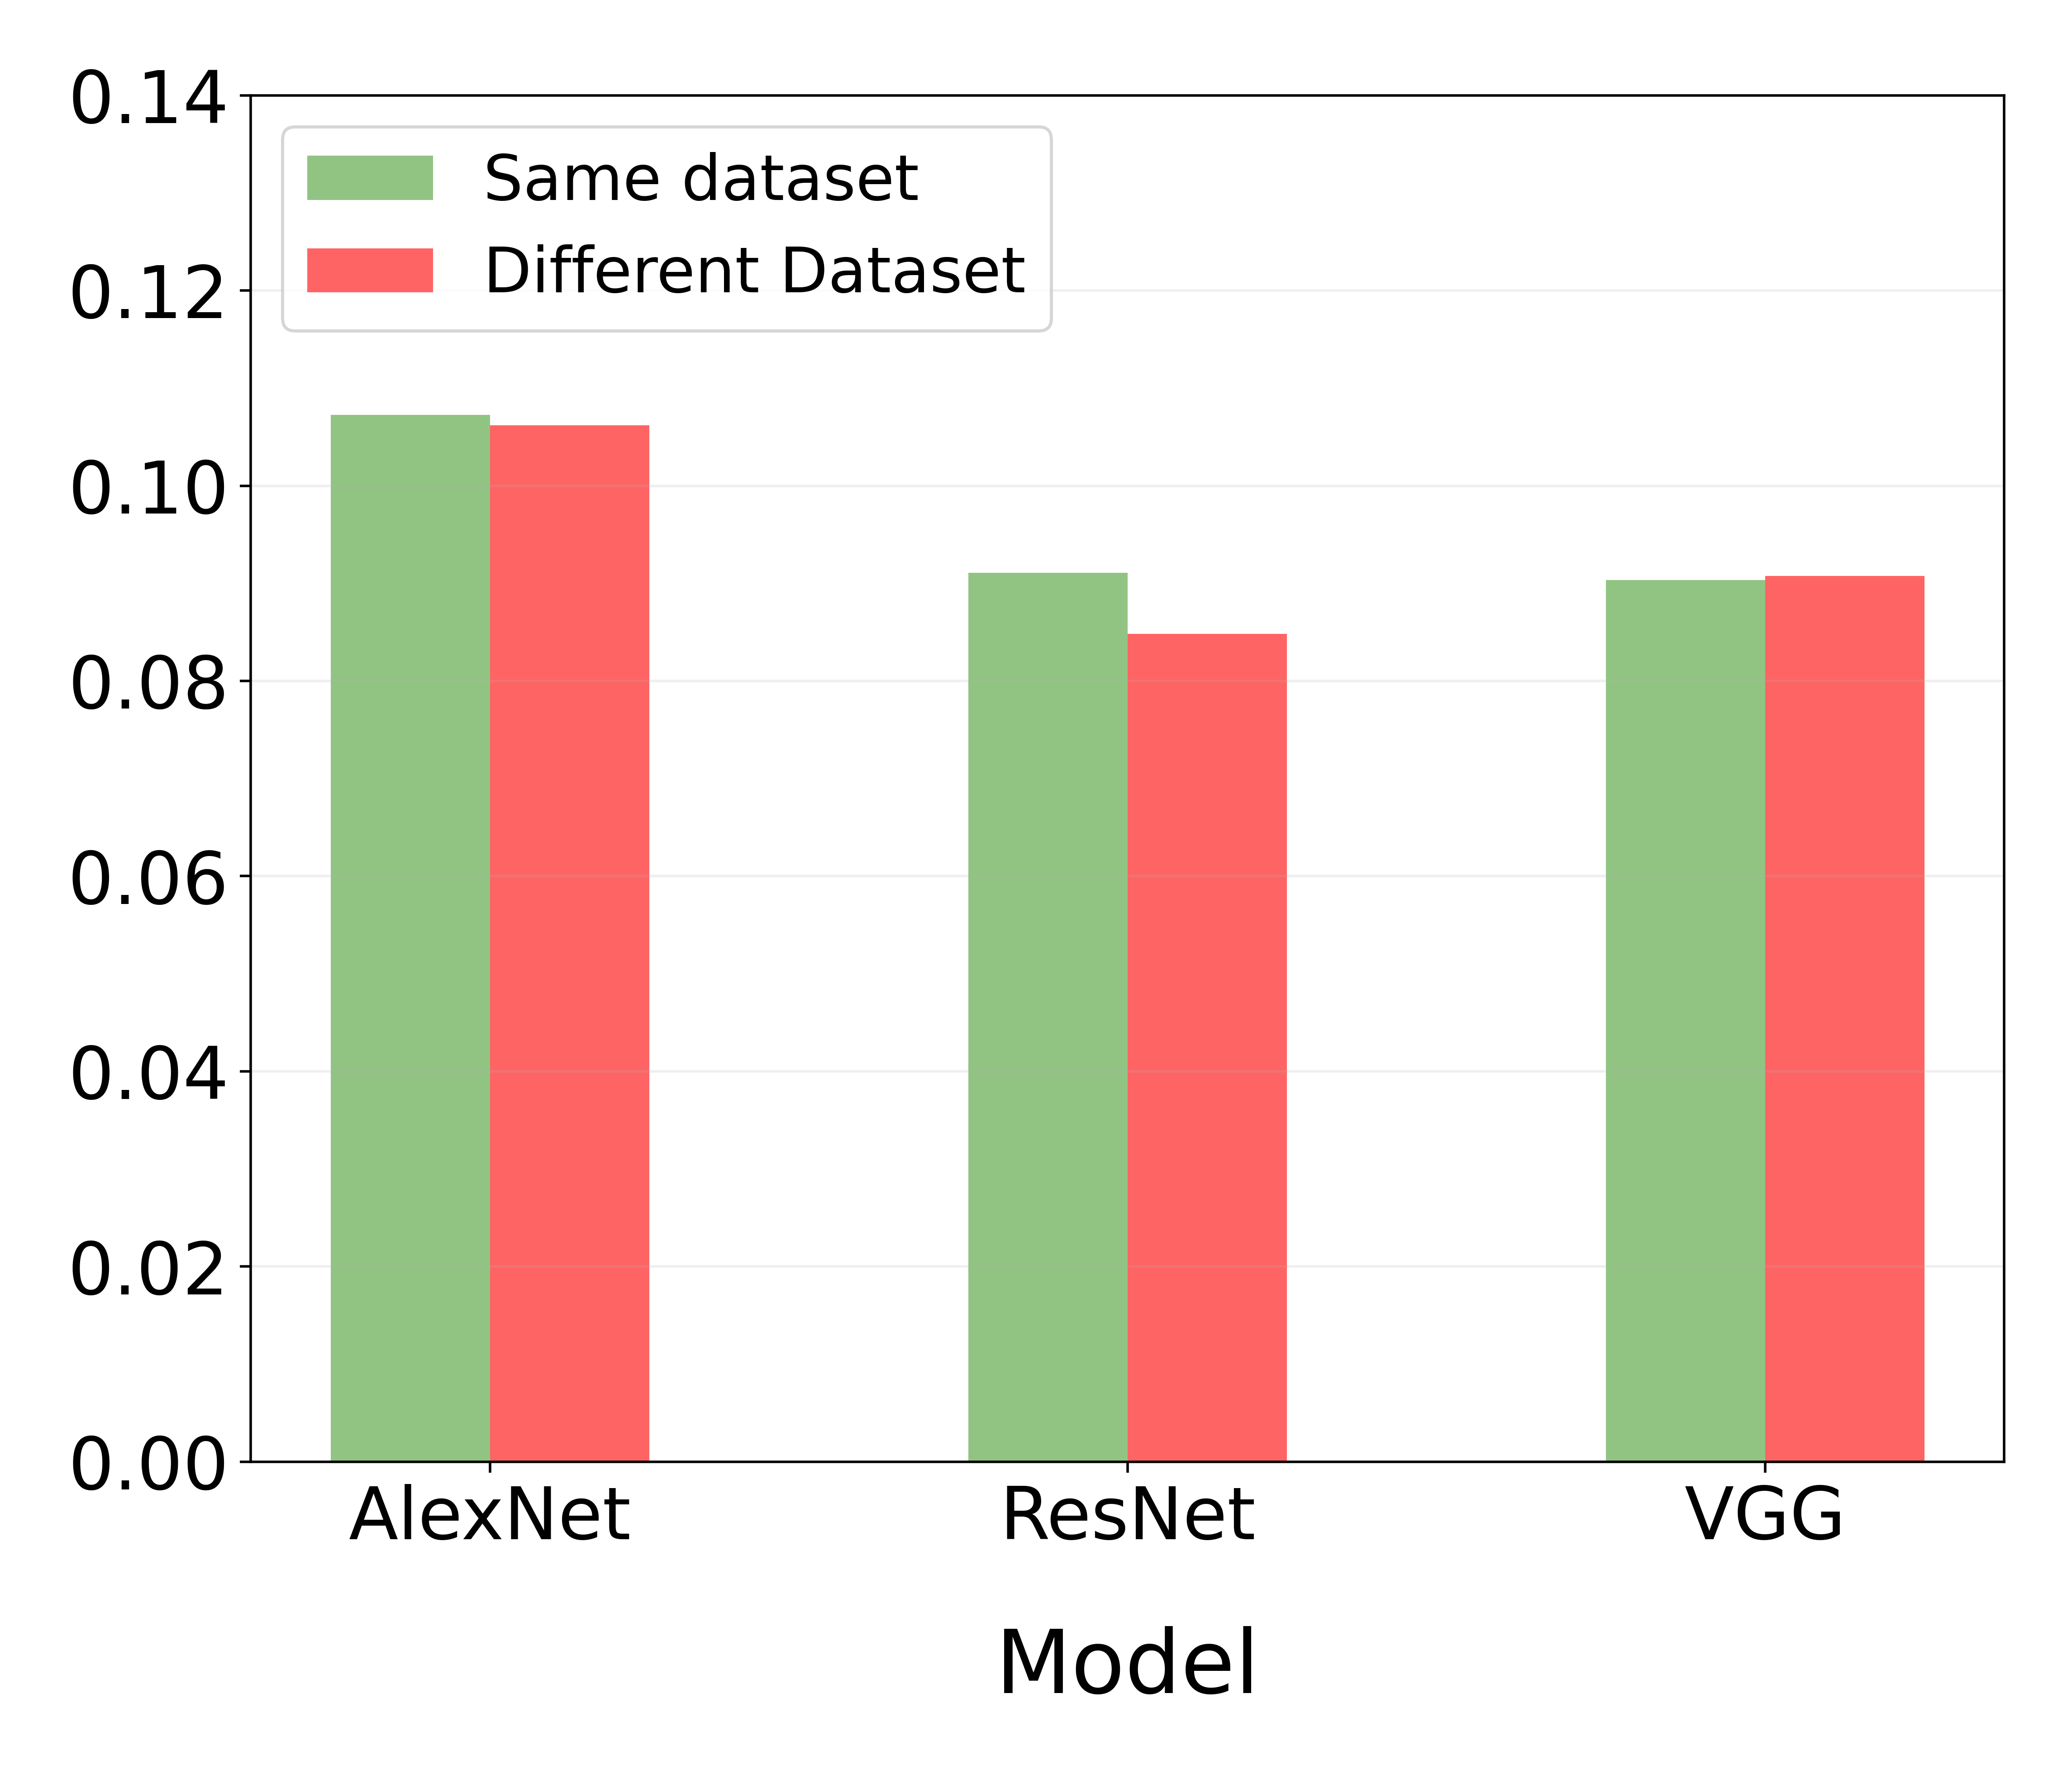 0.14
Same dataset
Different Dataset
0.12
0.10
0.08
0.06
0.04
0.02
0.00
AlexNet ResNet VGG
Model